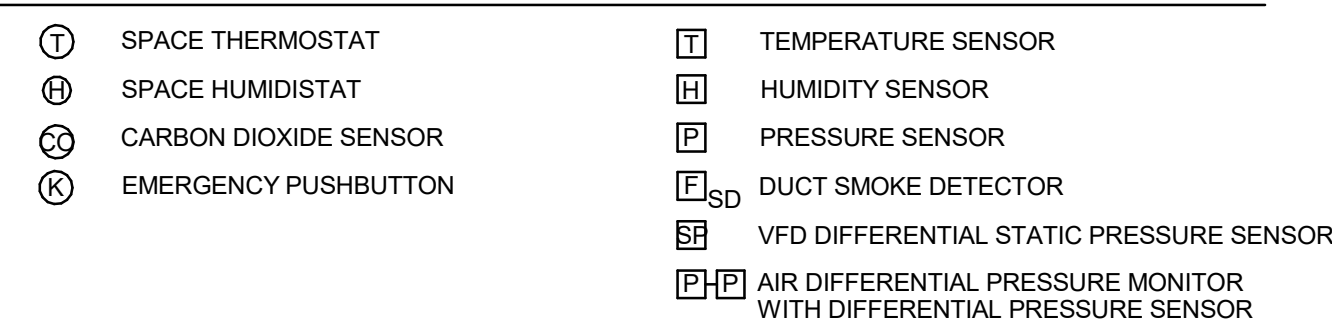 T SPACE THERMOSTAT
H SPACE HUMIDISTAT
CO CARBON DIOXIDE SENSOR
K EMERGENCY PUSHBUTTON
T TEMPERATURE SENSOR
H HUMIDITY SENSOR
P PRESSURE SENSOR
F SD DUCT SMOKE DETECTOR
SP VFD DIFFERENTIAL STATIC PRESSURE SENSOR
P P AIR DIFFERENTIAL PRESSURE MONITOR
WITH DIFFERENTIAL PRESSURE SENSOR